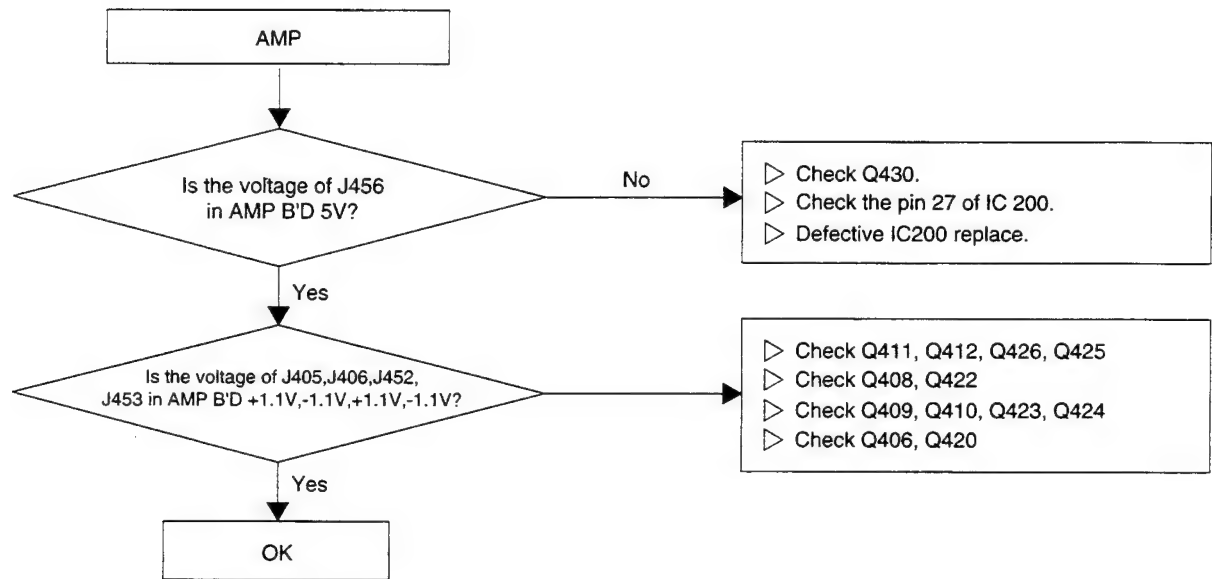 AMP
Is the voltage of J456
in AMP B'D 5V?
No
▷ Check Q430.
▷ Check the pin 27 of IC 200.
▷ Defective IC200 replace.
Yes
Is the voltage of J405,J406,J452,
J453 in AMP B'D +1.1V,-1.1V,+1.1V,-1.1V?
▷ Check Q411, Q412, Q426, Q425
▷ Check Q408, Q422
▷ Check Q409, Q410, Q423, Q424
▷ Check Q406, Q420
Yes
OK